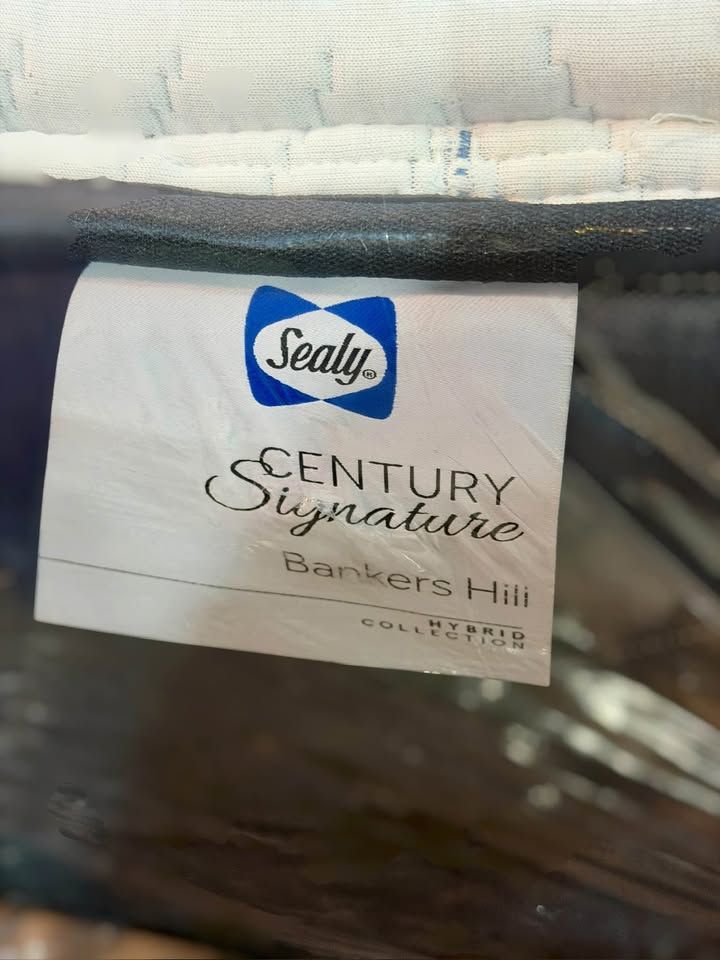 Sealy®
CENTURY
Signature
Bankers Hill
HYBRID
COLLECTION